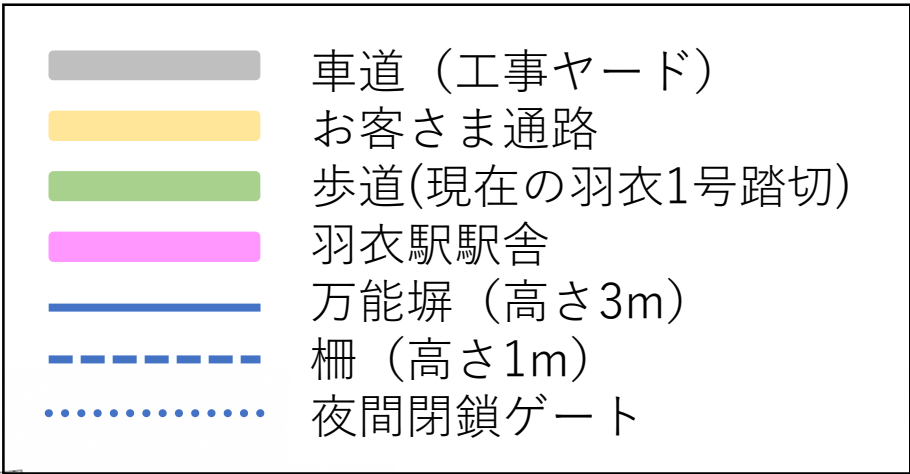 車道（工事ヤード）
お客さま通路
歩道(現在の羽衣1号踏切)
羽衣駅駅舎
万能塀（高さ3m）
柵（高さ1m）
夜間閉鎖ゲート